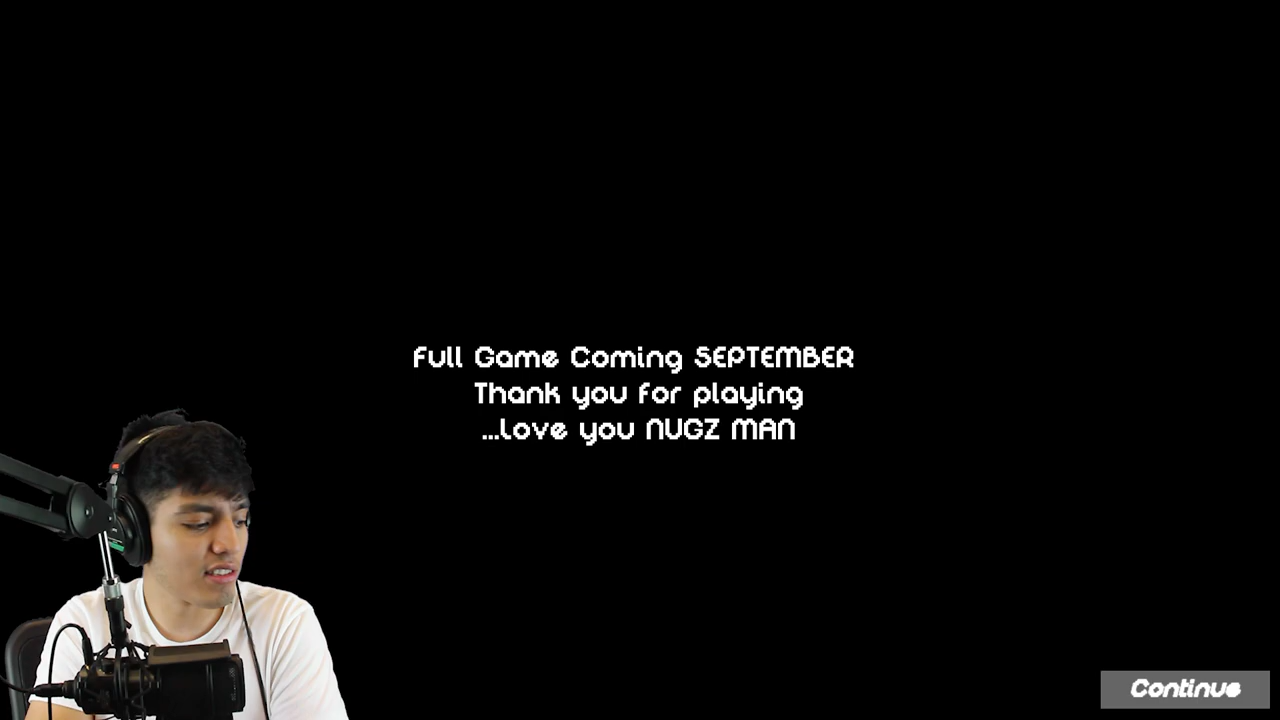 Full Game Coming SEPTEMBER
Thank you for playing
...Love you NUGZ MAN
Continue